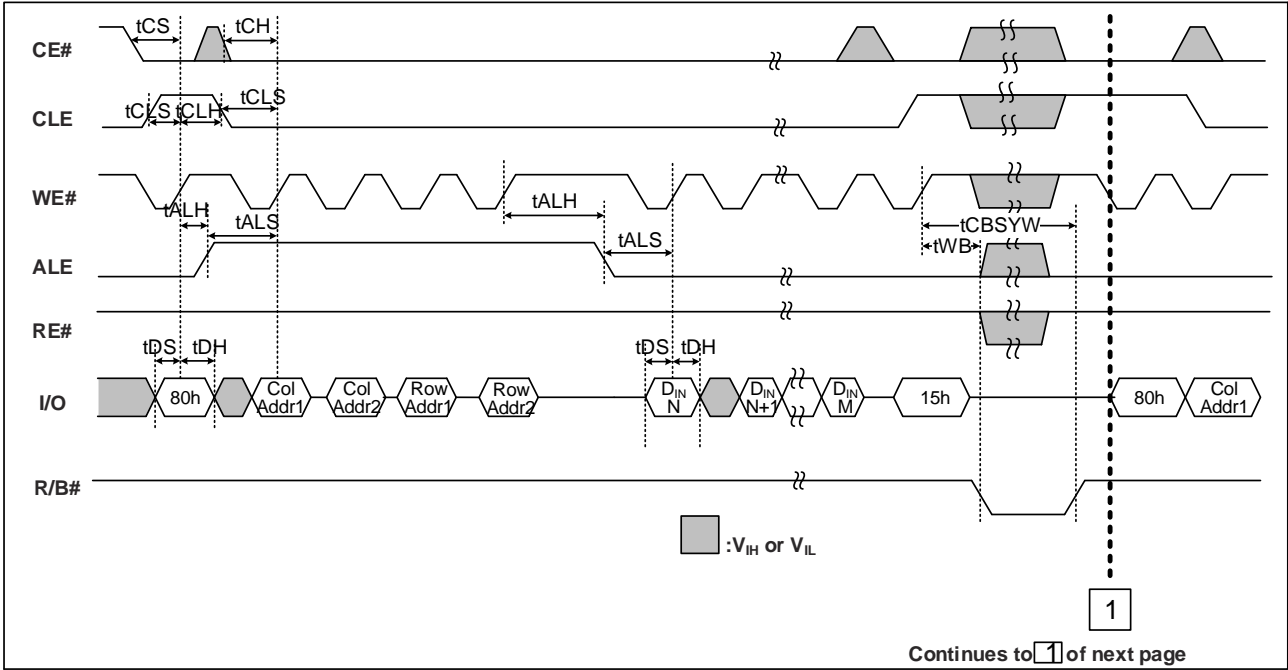 tCS
tCH
CE#
tCLS
tCLS
tCLH
CLE
WE#
tALH
tALH
tALS
tCBSYW
tALS
tWB
ALE
RE#
tDS
tDH
tDS
tDH
I/O
80h
Col
Addr1
Col
Addr2
Row
Addr1
Row
Addr2
DIN
N
DIN
N+1
DIN
M
15h
80h
Col
Addr1
R/B#
:VIH or VIL
1
Continues to 1 of next page